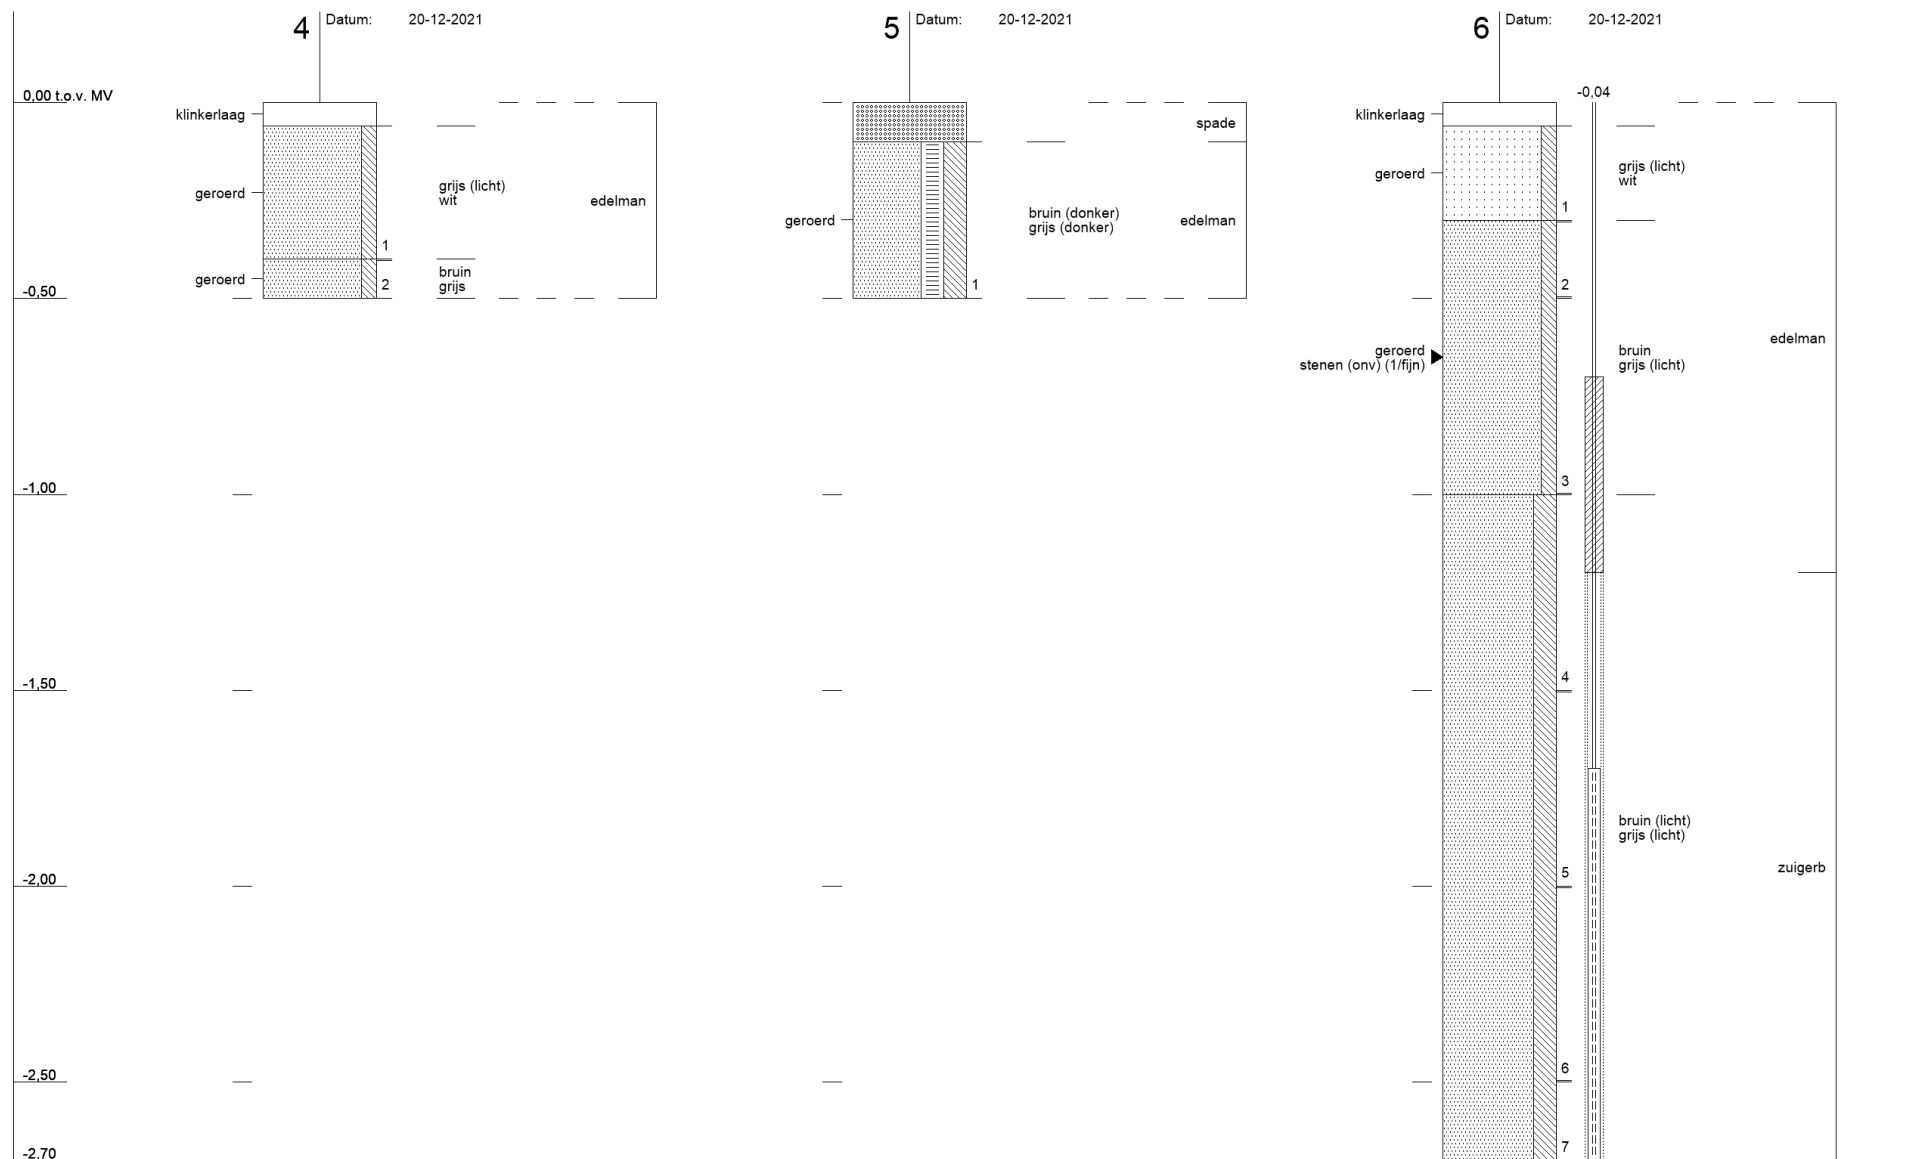 4 Datum: 20-12-2021
5 Datum: 20-12-2021
6 Datum: 20-12-2021
0,00 t.o.v. MV
-0,50
-1,00
-1,50
-2,00
-2,50
-2.70
klinkerlaag
geroerd
geroerd
1
2
grijs (licht)
wit
bruin
grijs
edelman
geroerd
1
bruin (donker)
grijs (donker)
spade
edelman
-0,04
klinkerlaag
geroerd
geroerd
stenen (onv) (1/fijn)
1
2
3
4
5
6
7
grijs (licht)
wit
bruin
grijs (licht)
bruin (licht)
grijs (licht)
edelman
zuigerb